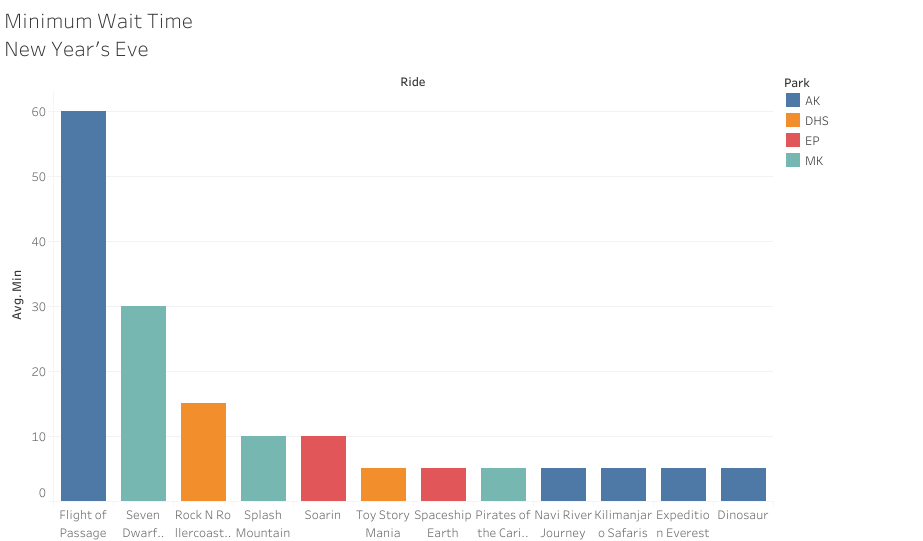 Minimum Wait Time
New Year's Eve
Ride
Park
AK
DHS
EP
MK
Avg. Min
60
50
40
30
20
10
0
Flight of
Passage
Seven
Dwarf..
Rock N Ro
llercoast..
Splash
Mountain
Soarin
Toy Story
Mania
Spaceship
Earth
Pirates of
the Cari..
Navi River
Journey
Kilimanjar
o Safaris
Expeditio
n Everest
Dinosaur